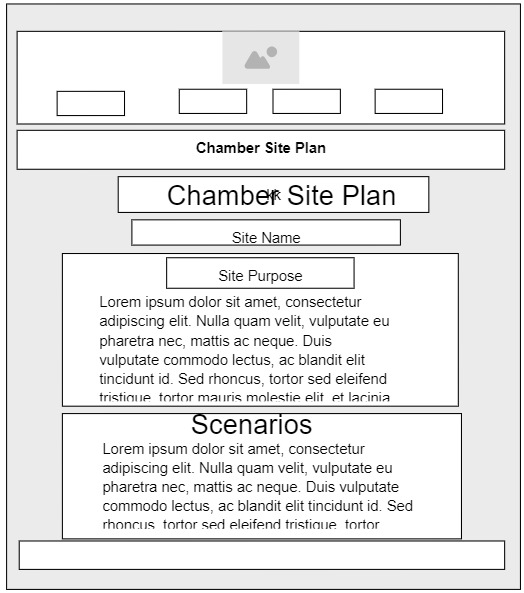 Chamber Site Plan
Chamber Site Plan
Site Name
Site Purpose
Lorem ipsum dolor sit amet, consectetur
adipiscing elit. Nulla quam velit, vulputate eu
pharetra nec, mattis ac neque. Duis
vulputate commodo lectus, ac blandit elit
tincidunt id. Sed rhoncus, tortor sed eleifend
tristique, tortor mauris molestie elit, et lacinia
Scenarios
Lorem ipsum dolor sit amet, consectetur
adipiscing elit. Nulla quam velit, vulputate eu
pharetra nec, mattis ac neque. Duis vulputate
commodo lectus, ac blandit elit tincidunt id. Sed
rhoncus, tortor sed eleifend tristique, tortor